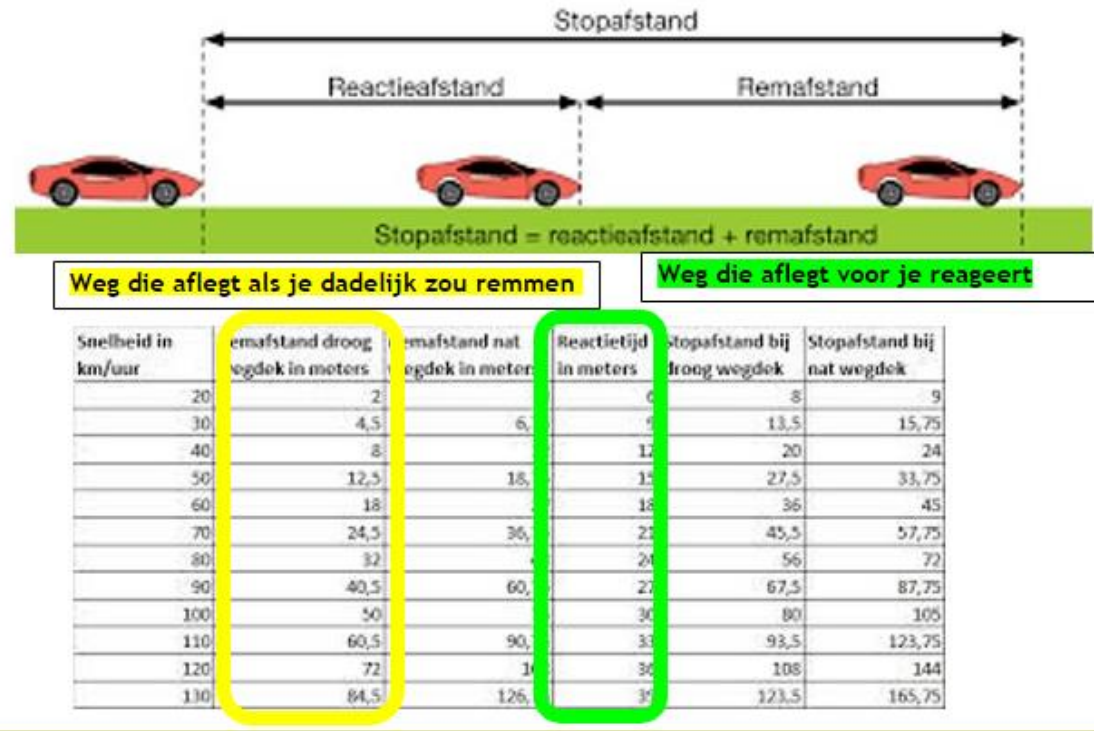 Stopafstand
Reactieafstand Remafstand
Stopafstand = reactieafstand + remafstand
Weg die aflegt als je dadelijk zou remmen Weg die aflegt voor je reageert
Snelheid in emafstand droog emafstand nat Reactietijd stopafstand bij Stopafstand bij
km/uur wegdek in meters egdek in meters in meters droog wegdek nat wegdek
20 2 6 8 9
30 4,5 6, 9 13,5 15,75
40 8 12 20 24
50 12,5 18, 15 27,5 33,75
60 18 18 36 45
70 24,5 36, 21 45,5 57,75
80 32 24 56 72
90 40,5 60, 27 67,5 87,75
100 50 30 80 105
110 60,5 90, 33 93,5 123,75
120 72 36 108 144
130 84,5 126, 39 123,5 165,75